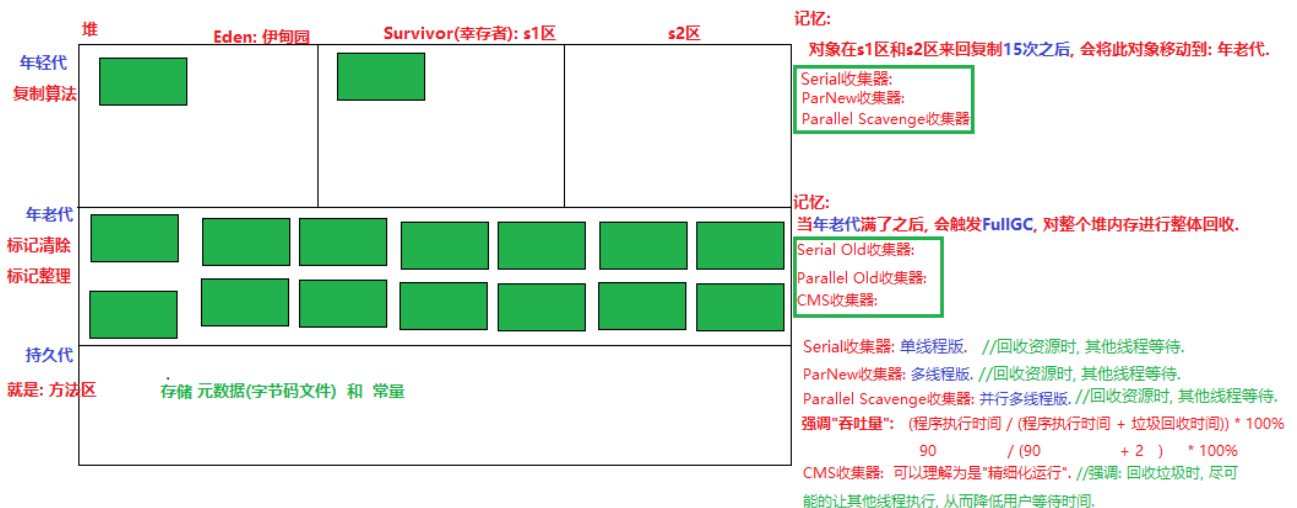 堆
Eden: 伊甸园
Survivor(幸存者): s1区
s2区
年轻代
复制算法
年老代
标记清除
标记整理
持久代
就是: 方法区
存储 元数据(字节码文件) 和 常量
记忆:
对象在s1区和s2区来回复制15次之后, 会将此对象移动到: 年老代.
Serial收集器:
ParNew收集器:
Parallel Scavenge收集器
记忆:
当年老代满了之后, 会触发FullGC, 对整个堆内存进行整体回收.
Serial Old收集器:
Parallel Old收集器:
CMS收集器:
Serial收集器: 单线程版. //回收资源时, 其他线程等待.
ParNew收集器: 多线程版. //回收资源时, 其他线程等待.
Parallel Scavenge收集器: 并行多线程版. //回收资源时, 其他线程等待.
强调"吞吐量": (程序执行时间 / (程序执行时间 + 垃圾回收时间)) * 100%
90 / (90 + 2 ) * 100%
CMS收集器: 可以理解为是"精细化运行". //强调: 回收垃圾时, 尽可
能的让其他线程执行, 从而降低用户等待时间.